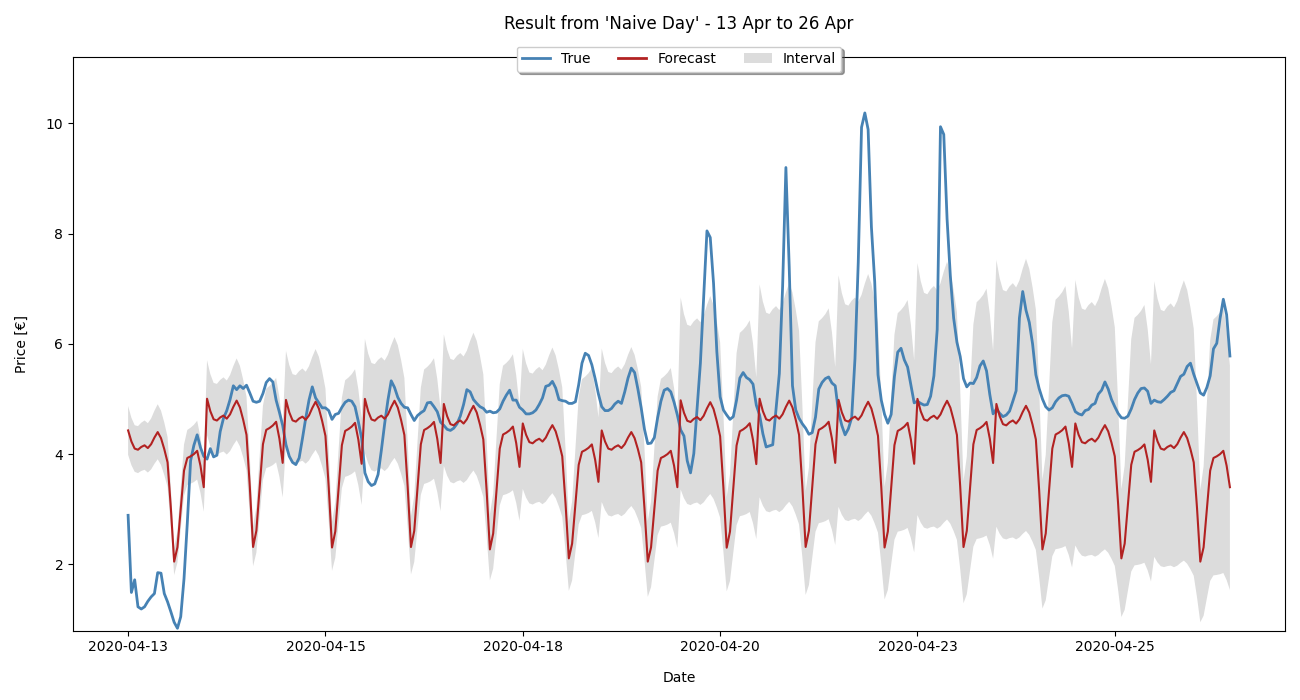 Result from 'Naive Day' - 13 Apr to 26 Apr
True Forecast Interval
Price [€]
10
8
6
4
2
2020-04-13 2020-04-15 2020-04-18 2020-04-20 2020-04-23 2020-04-25
Date